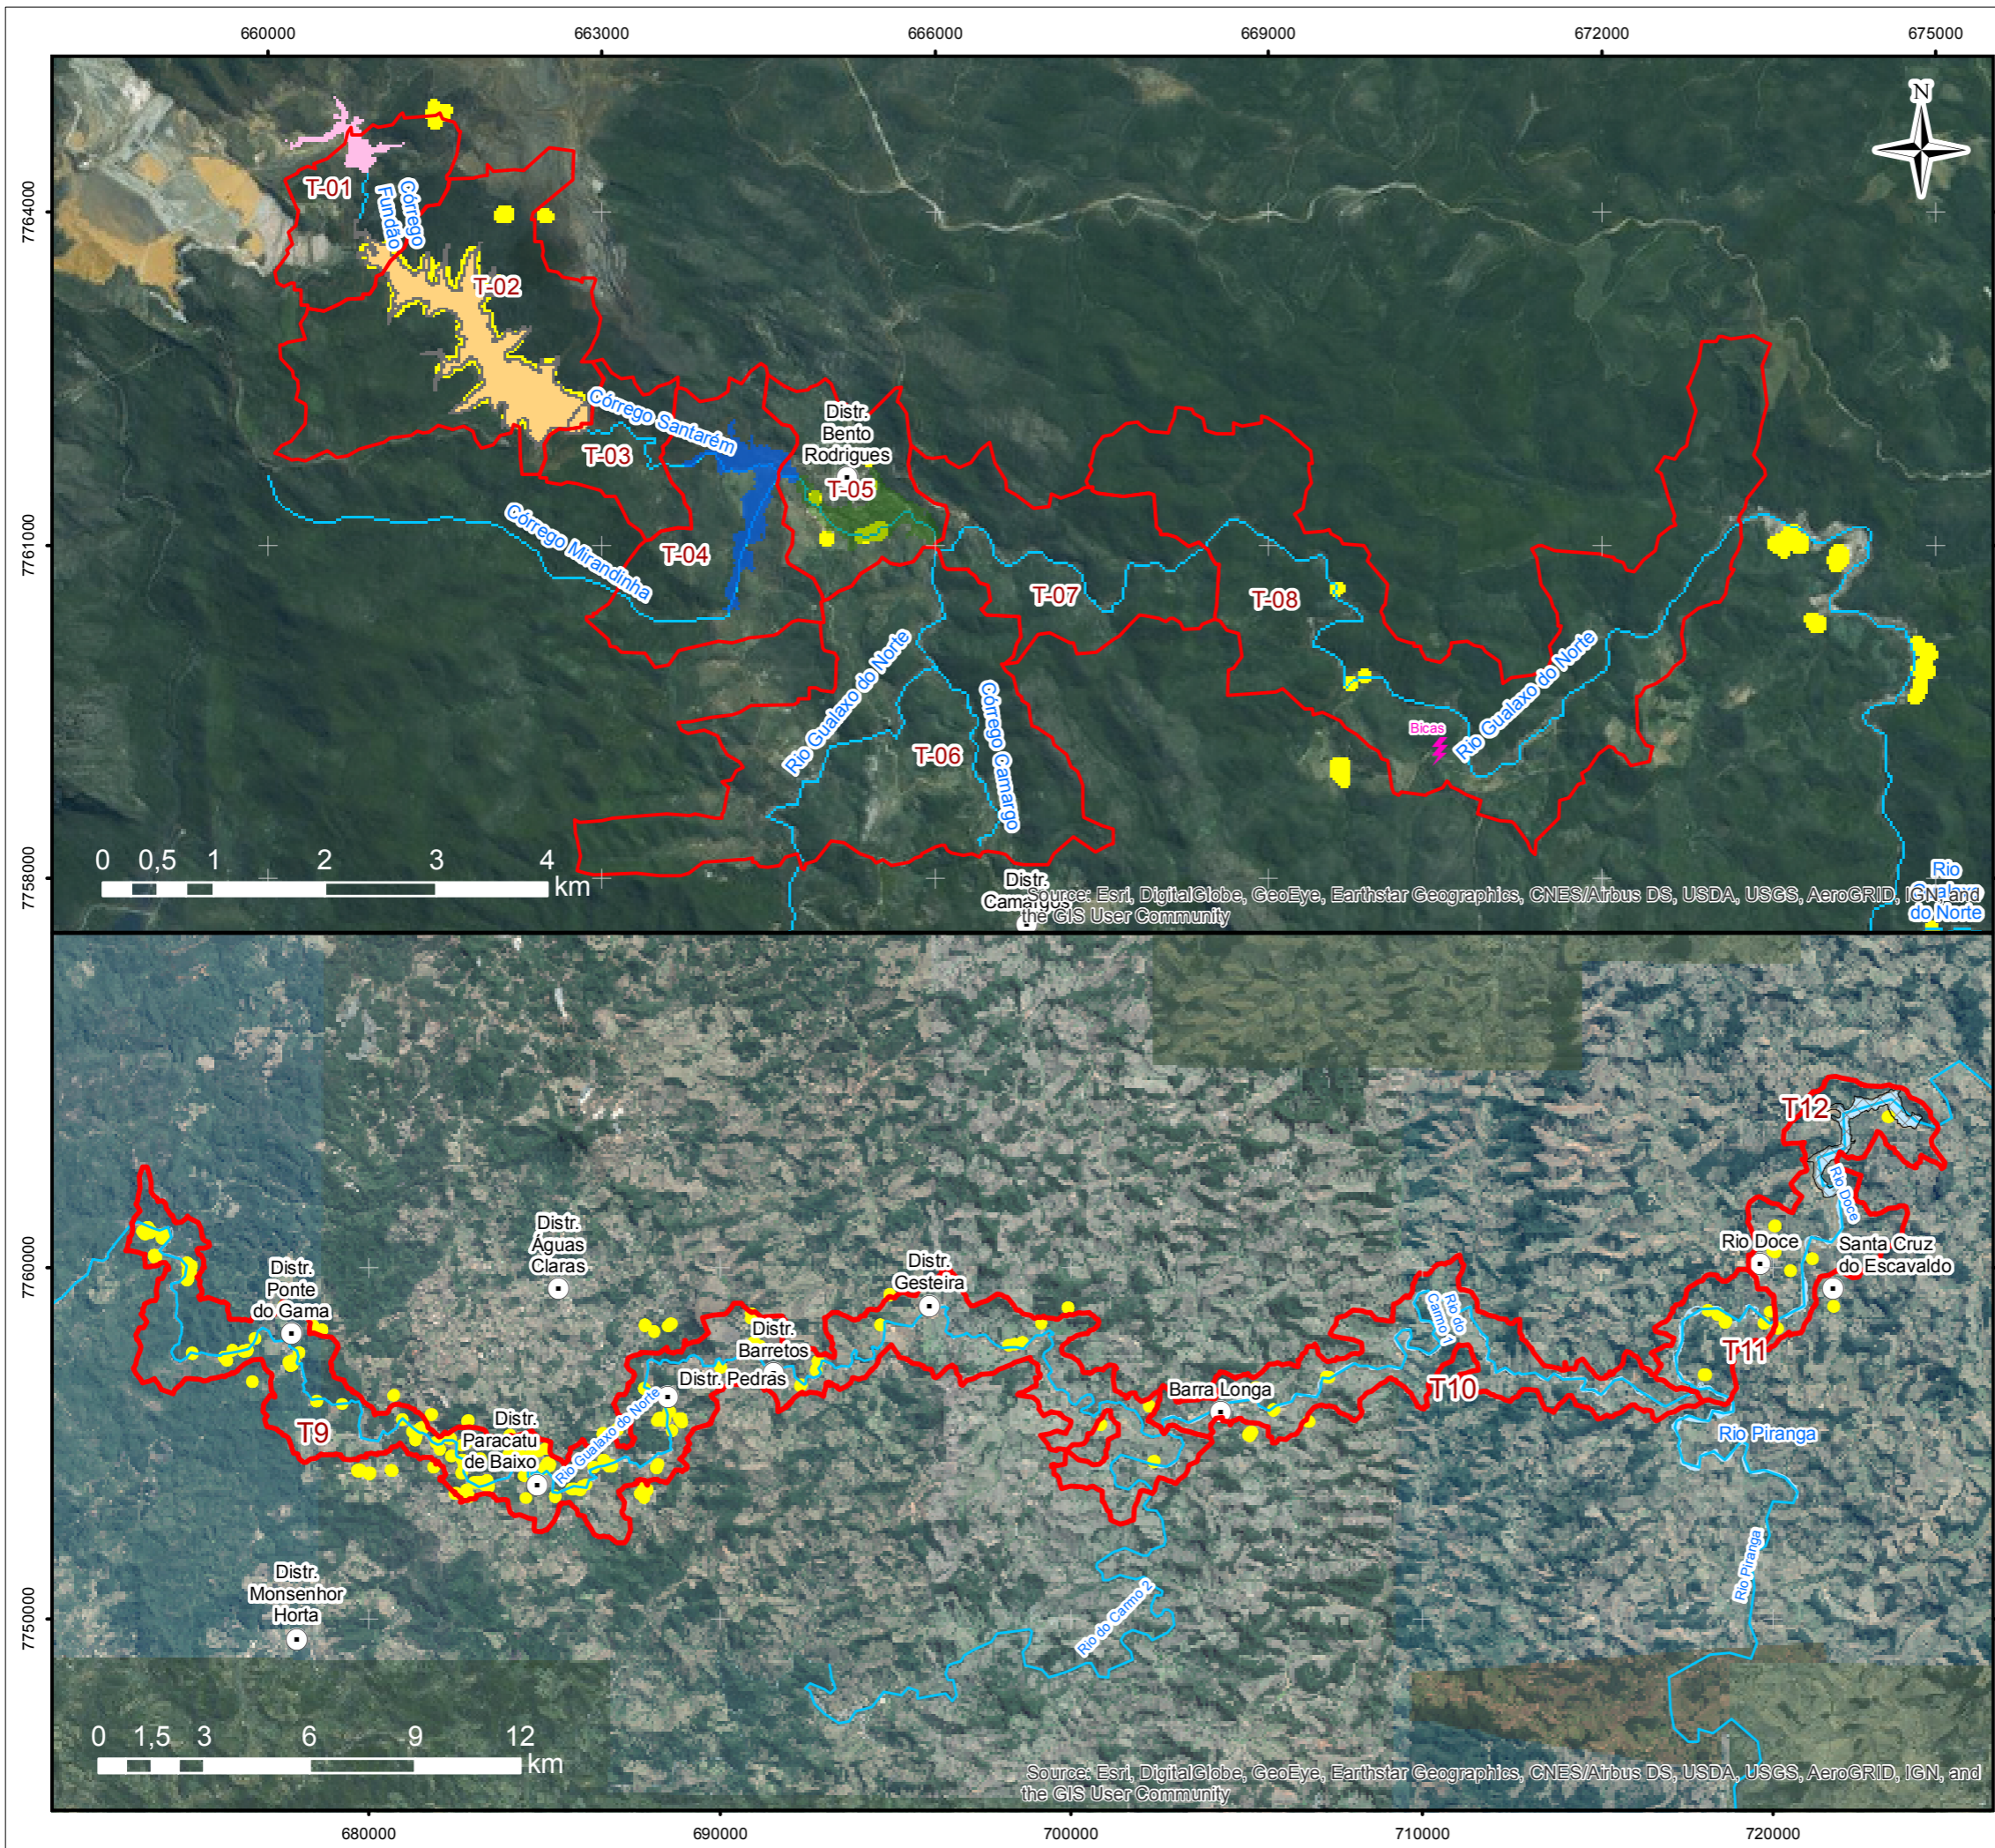 660000
663000
666000
669000
672000
675000
7764000
7761000
7758000
N
T-01
Córrego
Fundão
T-02
Córrego Santarém
T-03
Distr.
Bento
Rodrigues
T-05
Córrego Mirandinha
T-04
T-07
T-08
Rio Gualaxo do Norte
T-06
Córrego Camargo
Bicas
Rio Gualaxo do Norte
0 0,5 1 2 3 4
km
Distr.
Camargos
Rio
Gualaxo
do Norte
Source: Esri, DigitalGlobe, GeoEye, Earthstar Geographics, CNES/Airbus DS, USDA, USGS, AeroGRID, IGN, and
the GIS User Community
7760000
7750000
T12
Rio Doce
Rio Doce
Santa Cruz
do Escavaldo
Distr.
Águas
Claras
Distr.
Ponte
do Gama
Distr.
Gesteira
Rio do
Carmo 1
Distr.
Barretos
Distr. Pedras
T11
Barra Longa
T10
T9
Distr.
Paracatu
de Baixo
Rio Gualaxo do Norte
Rio Piranga
Rio Piranga
Distr.
Monsenhor
Horta
Rio do Carmo 2
0 1,5 3 6 9 12
km
Source: Esri, DigitalGlobe, GeoEye, Earthstar Geographics, CNES/Airbus DS, USDA, USGS, AeroGRID, IGN, and
the GIS User Community
680000
690000
700000
710000
720000